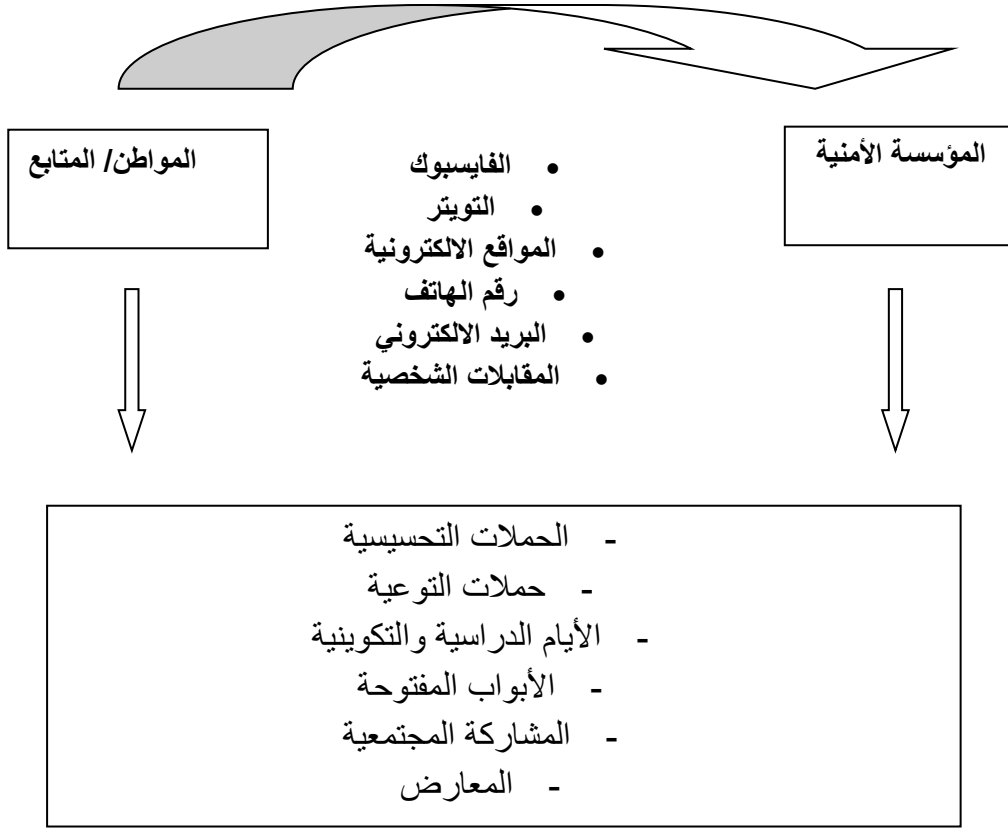 المؤسسة الأمنية
المواطن/ المتابع
• الفايسبوك
• التويتر
• المواقع الالكترونية
• رقم الهاتف
• البريد الالكتروني
• المقابلات الشخصية
- الحملات التحسيسية
- حملات التوعية
- الأيام الدراسية والتكوينية
- الأبواب المفتوحة
- المشاركة المجتمعية
- المعارض